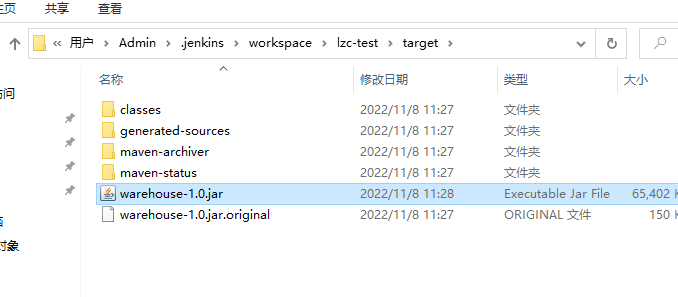 主页 共享 查看
« 用户 › Admin › .jenkins › workspace › lzc-test › target ›
名称 修改日期 类型 大小
访问
classes 2022/11/8 11:27 文件夹
generated-sources 2022/11/8 11:27 文件夹
maven-archiver 2022/11/8 11:27 文件夹
maven-status 2022/11/8 11:27 文件夹
warehouse-1.0.jar 2022/11/8 11:28 Executable Jar File 65,402 K
warehouse-1.0.jar.original 2022/11/8 11:27 ORIGINAL 文件 150 K
对象